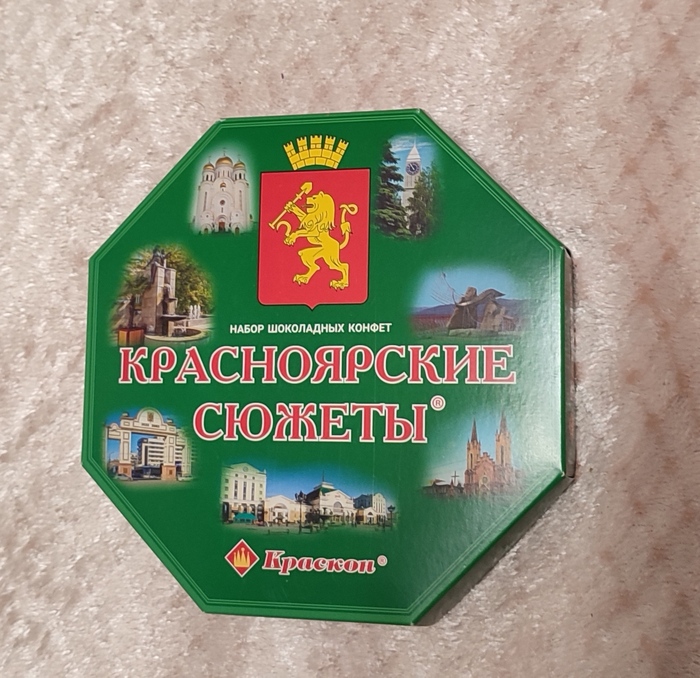 НАБОР ШОКОЛАДНЫХ КОНФЕТ
КРАСНОЯРСКИЕ
СЮЖЕТЫ®
Краскон®